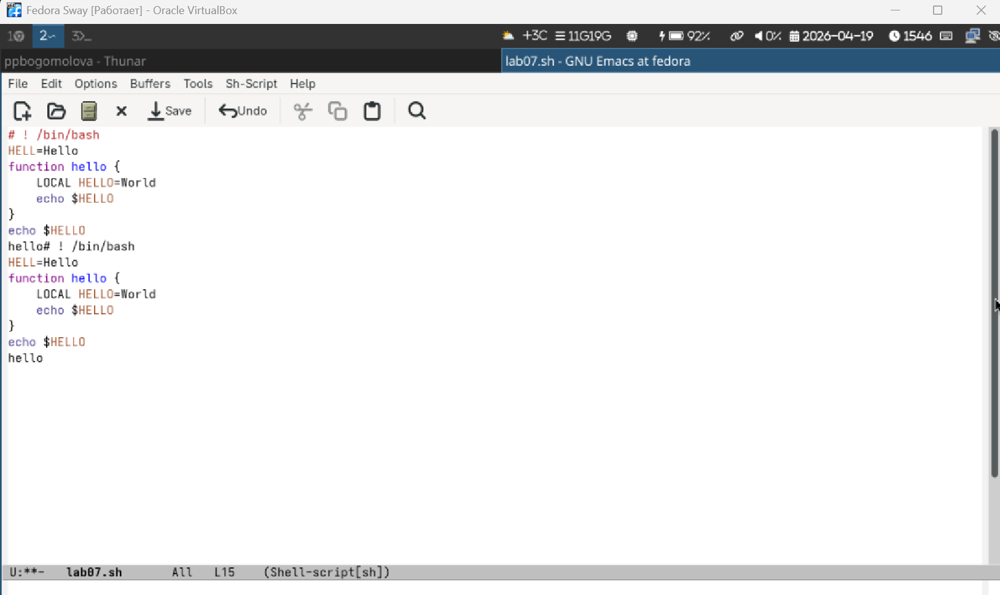 Fedora Sway [Работает] - Oracle VirtualBox
1 2~ 3>_ +3C 11G19G 92% 0% 2026-04-19 1546
ppbogomolova - Thunar lab07.sh - GNU Emacs at fedora
File Edit Options Buffers Tools Sh-Script Help
Save Undo
# ! /bin/bash
HELL=Hello
function hello {
    LOCAL HELLO=World
    echo $HELLO
}
echo $HELLO
hello# ! /bin/bash
HELL=Hello
function hello {
    LOCAL HELLO=World
    echo $HELLO
}
echo $HELLO
hello
U:**-  lab07.sh  All L15  (Shell-script[sh])